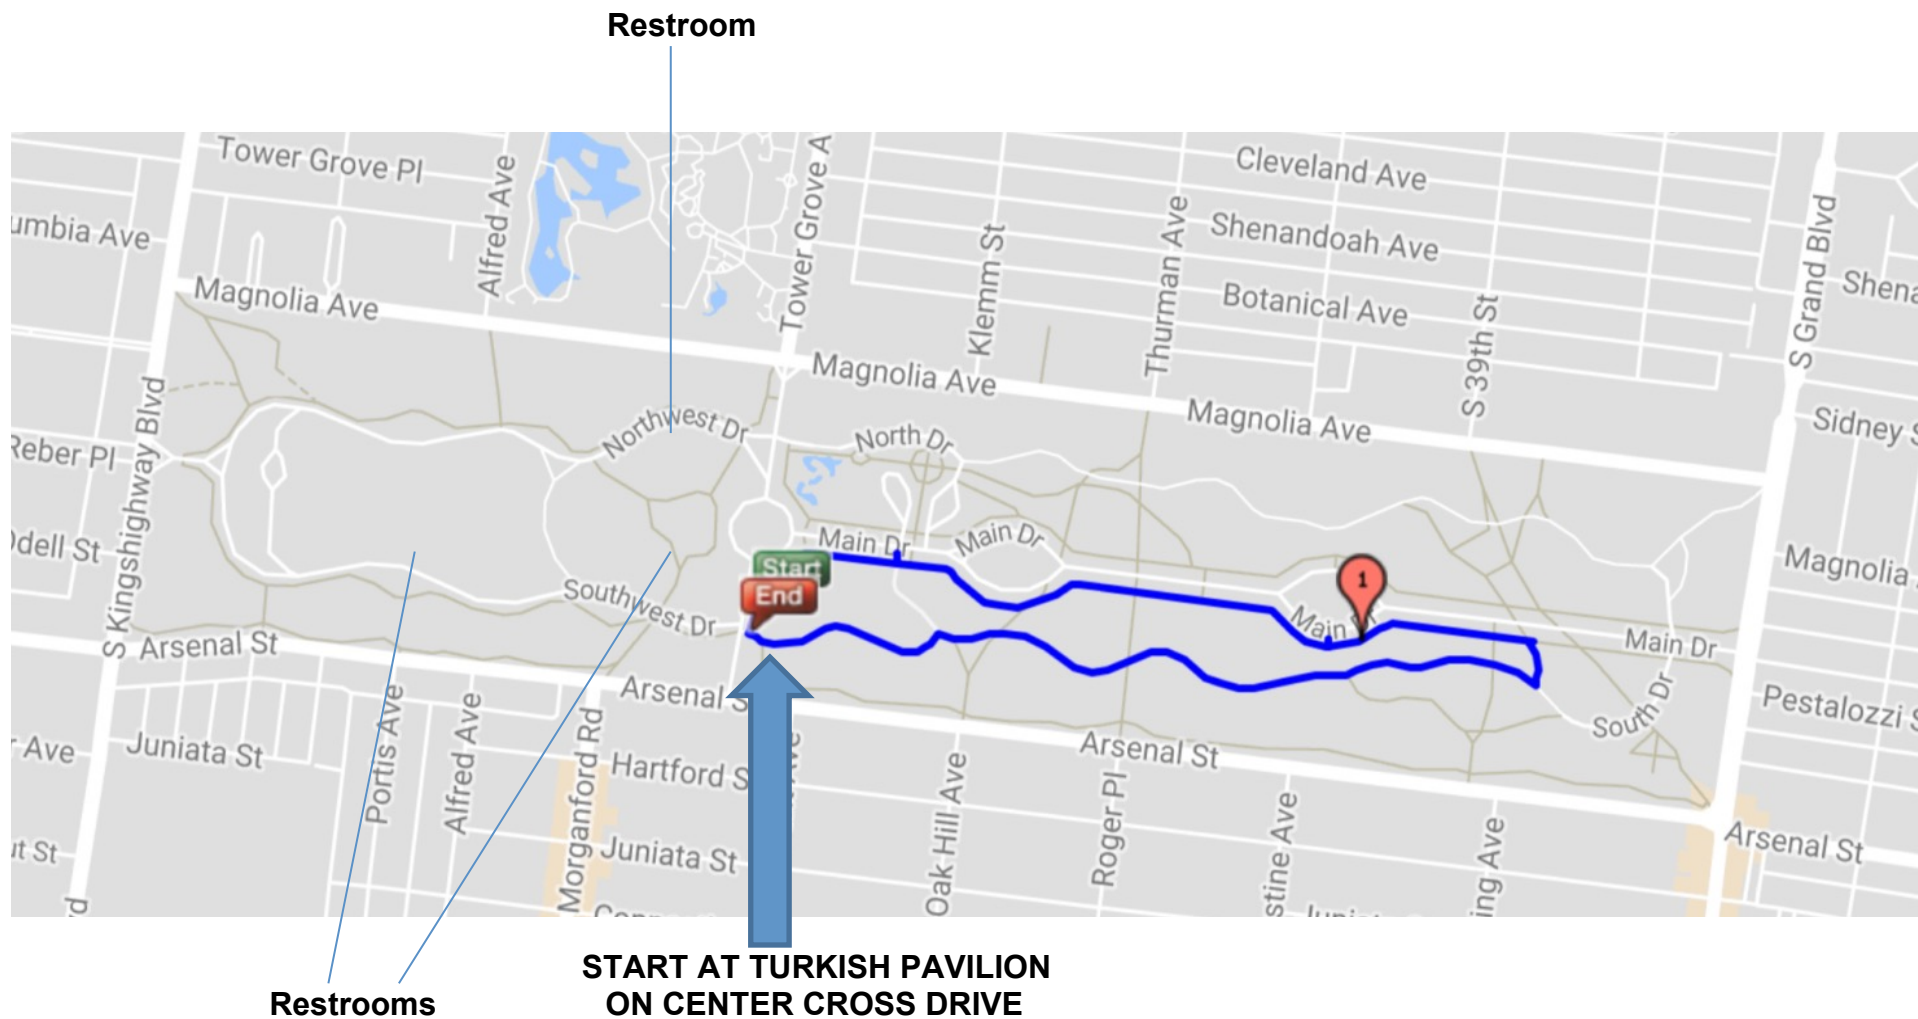 Restroom
Tower Grove Pl
Alfred Ave
Tower Grove A
Cleveland Ave
umbia Ave
Klemm St
Thurman Ave
Shenandoah Ave
S Grand Blvd
Magnolia Ave
Botanical Ave
Shena
S 39th St
Magnolia Ave
Magnolia Ave
Sidney S
Reber Pl
S Kingshighway Blvd
Northwest Dr
North Dr
Odell St
Main Dr
Main Dr
Magnolia
Start
End
1
Southwest Dr
Main Dr
Main Dr
Arsenal St
Arsenal S
South Dr
Pestalozzi S
r Ave
Juniata St
Portis Ave
Alfred Ave
Morganford Rd
Hartford S
Ave
Oak Hill Ave
Arsenal St
Roger Pl
stine Ave
ing Ave
Arsenal St
ut St
Juniata St
rd
START AT TURKISH PAVILION
ON CENTER CROSS DRIVE
Restrooms